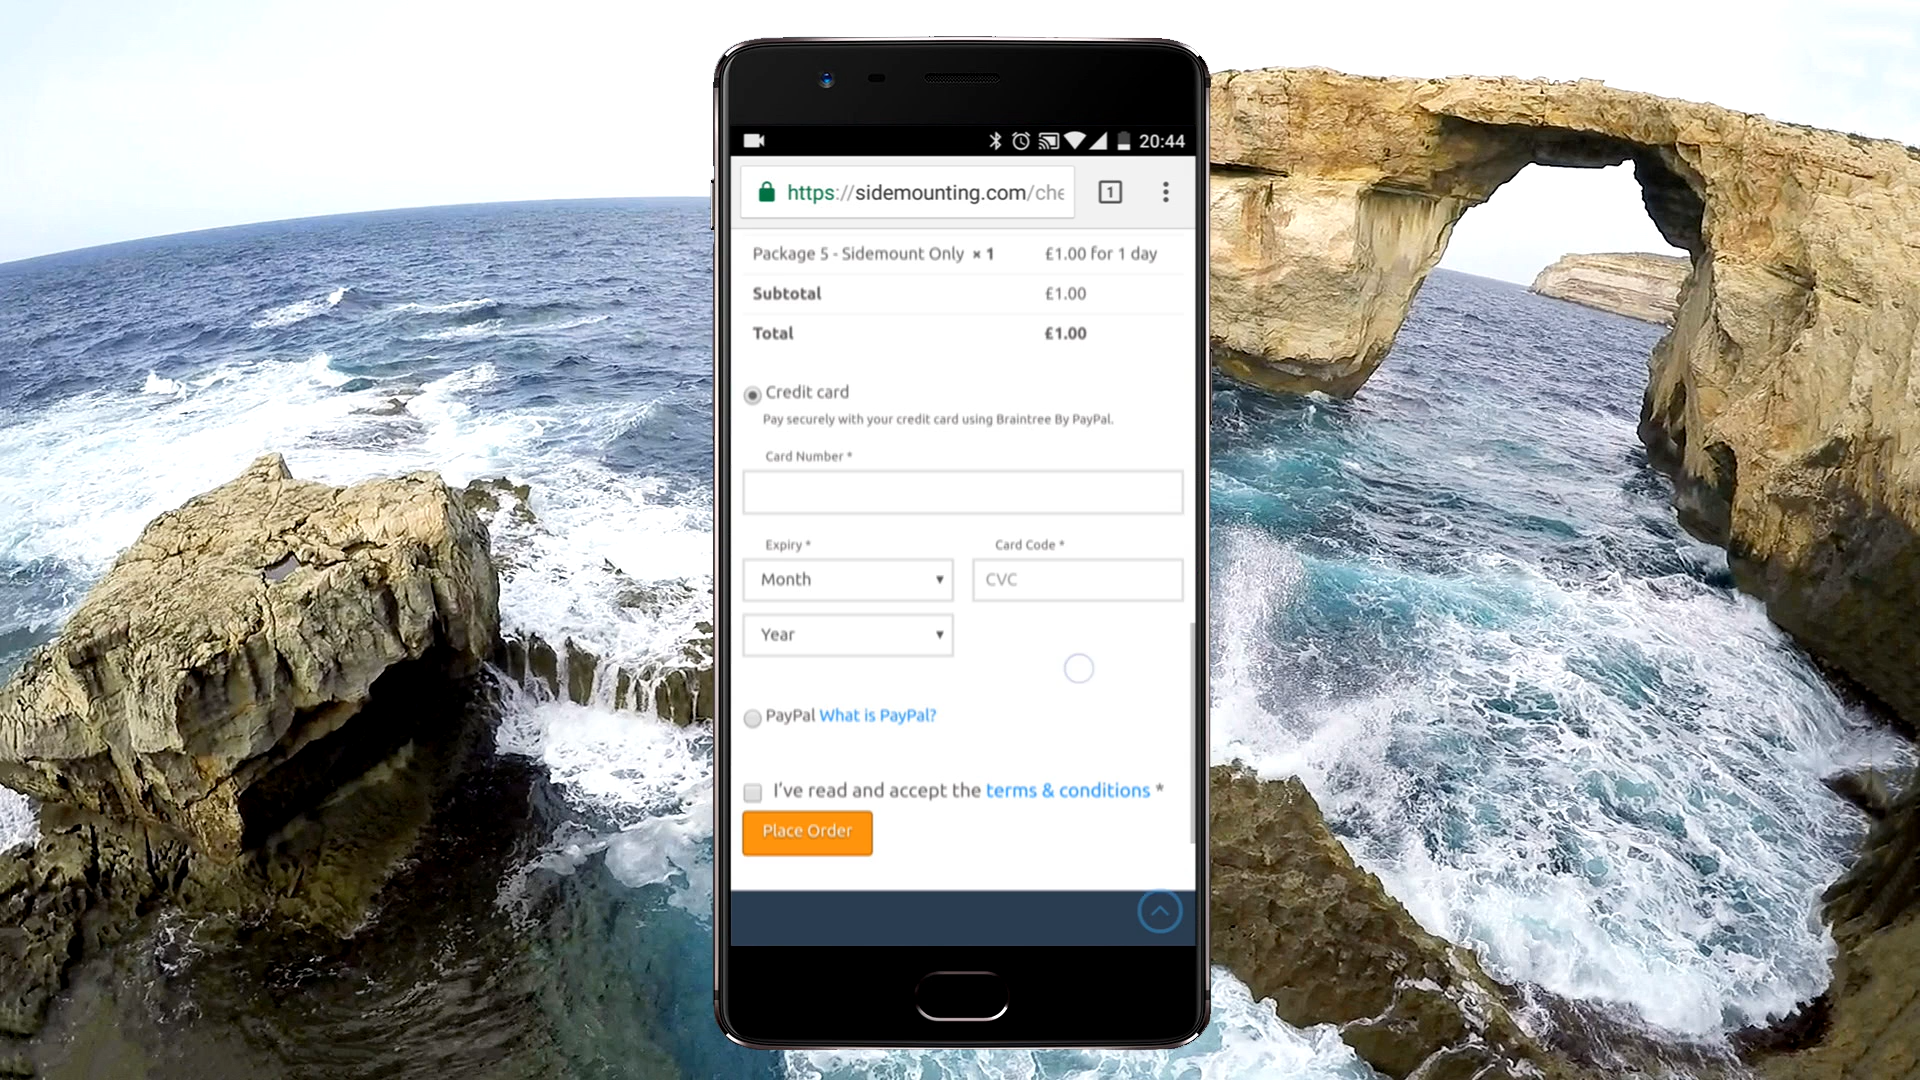 20:44
https://sidemounting.com/che
1
Package 5 - Sidemount Only × 1 £1.00 for 1 day
Subtotal £1.00
Total £1.00
Credit card
Pay securely with your credit card using Braintree By PayPal.
Card Number *
Expiry * Card Code *
Month CVC
Year
PayPal What is PayPal?
I've read and accept the terms & conditions *
Place Order